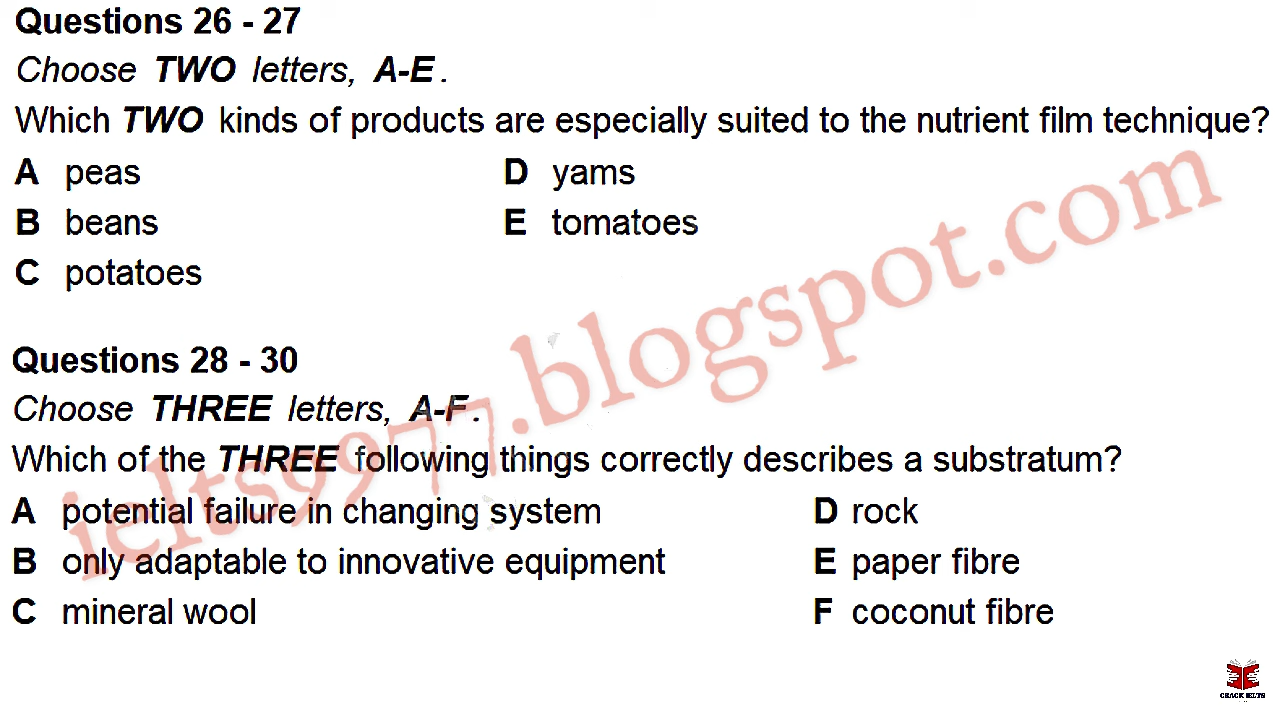 Questions 26 - 27
Choose TWO letters, A-E.
Which TWO kinds of products are especially suited to the nutrient film technique?
A peas
D yams
B beans
E tomatoes
C potatoes
Questions 28 - 30
Choose THREE letters, A-F.
Which of the THREE following things correctly describes a substratum?
A potential failure in changing system
D rock
B only adaptable to innovative equipment
E paper fibre
C mineral wool
F coconut fibre
ielts9977.blogspot.com
CRACK IELTS